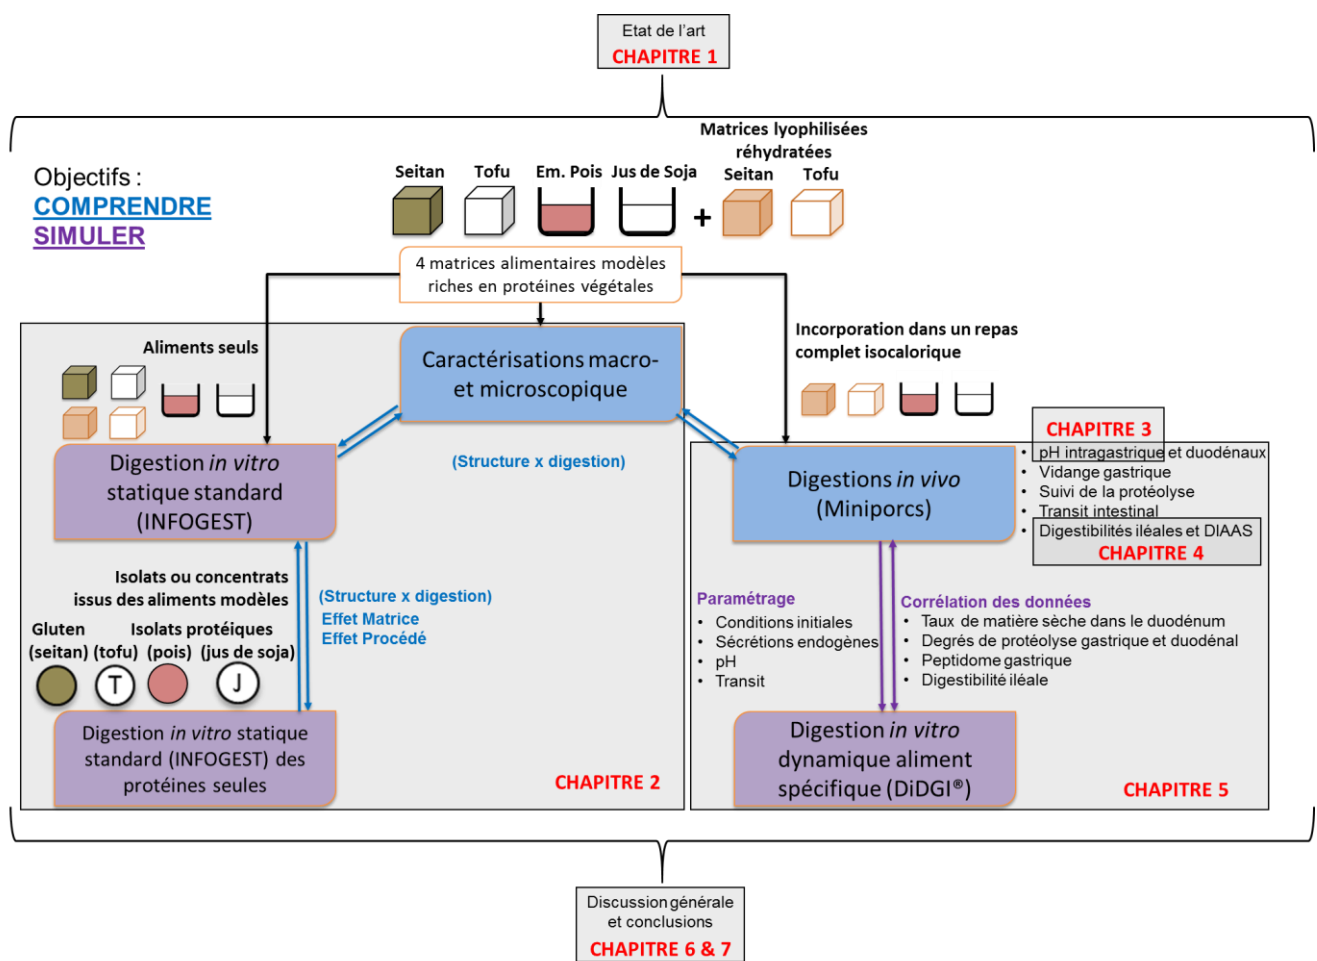 Etat de l'art
CHAPITRE 1
Matrices lyophilisées
réhydratées
Seitan Tofu Em. Pois Jus de Soja + Seitan Tofu
Objectifs :
COMPRENDRE
SIMULER
4 matrices alimentaires modèles
riches en protéines végétales
Aliments seuls
Caractérisations macro-
et microscopique
Incorporation dans un repas
complet isocalorique
Digestion in vitro
statique standard
(INFOGEST)
(Structure x digestion)
Digestions in vivo
(Miniporcs)
CHAPITRE 3
• pH intragastrique et duodénaux
• Vidange gastrique
• Suivi de la protéolyse
• Transit intestinal
• Digestibilités iléales et DIAAS
CHAPITRE 4
Isolats ou concentrats
issus des aliments modèles
Gluten Isolats protéiques
(seitan) (tofu) (pois) (jus de soja)
T J
(Structure x digestion)
Effet Matrice
Effet Procédé
Paramétrage
• Conditions initiales
• Sécrétions endogènes
• pH
• Transit
Corrélation des données
• Taux de matière sèche dans le duodénum
• Degrés de protéolyse gastrique et duodénal
• Peptidome gastrique
• Digestibilité iléale
Digestion in vitro statique
standard (INFOGEST) des
protéines seules
CHAPITRE 2
Digestion in vitro
dynamique aliment
spécifique (DiDGI®)
CHAPITRE 5
Discussion générale
et conclusions
CHAPITRE 6 & 7